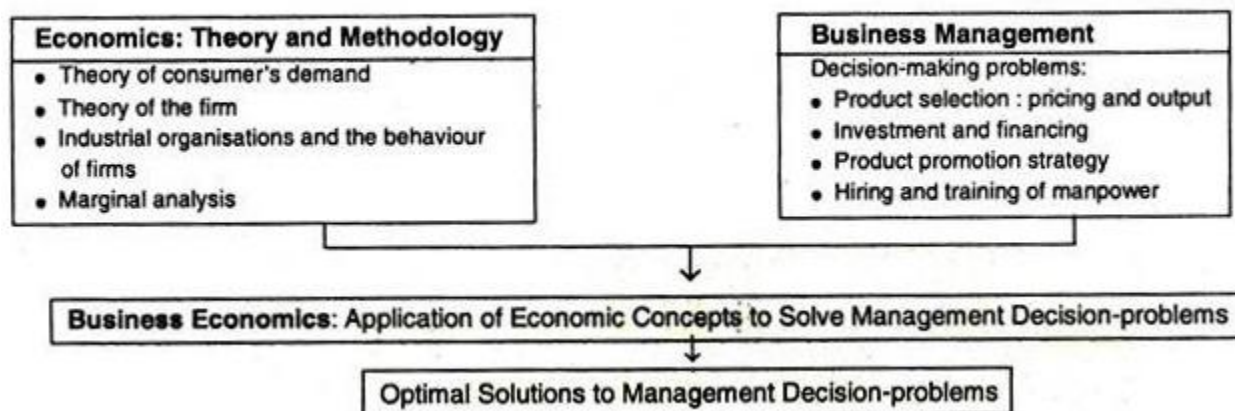 Economics: Theory and Methodology
• Theory of consumer's demand
• Theory of the firm
• Industrial organisations and the behaviour
of firms
• Marginal analysis
Business Management
Decision-making problems:
• Product selection : pricing and output
• Investment and financing
• Product promotion strategy
• Hiring and training of manpower
Business Economics: Application of Economic Concepts to Solve Management Decision-problems
Optimal Solutions to Management Decision-problems